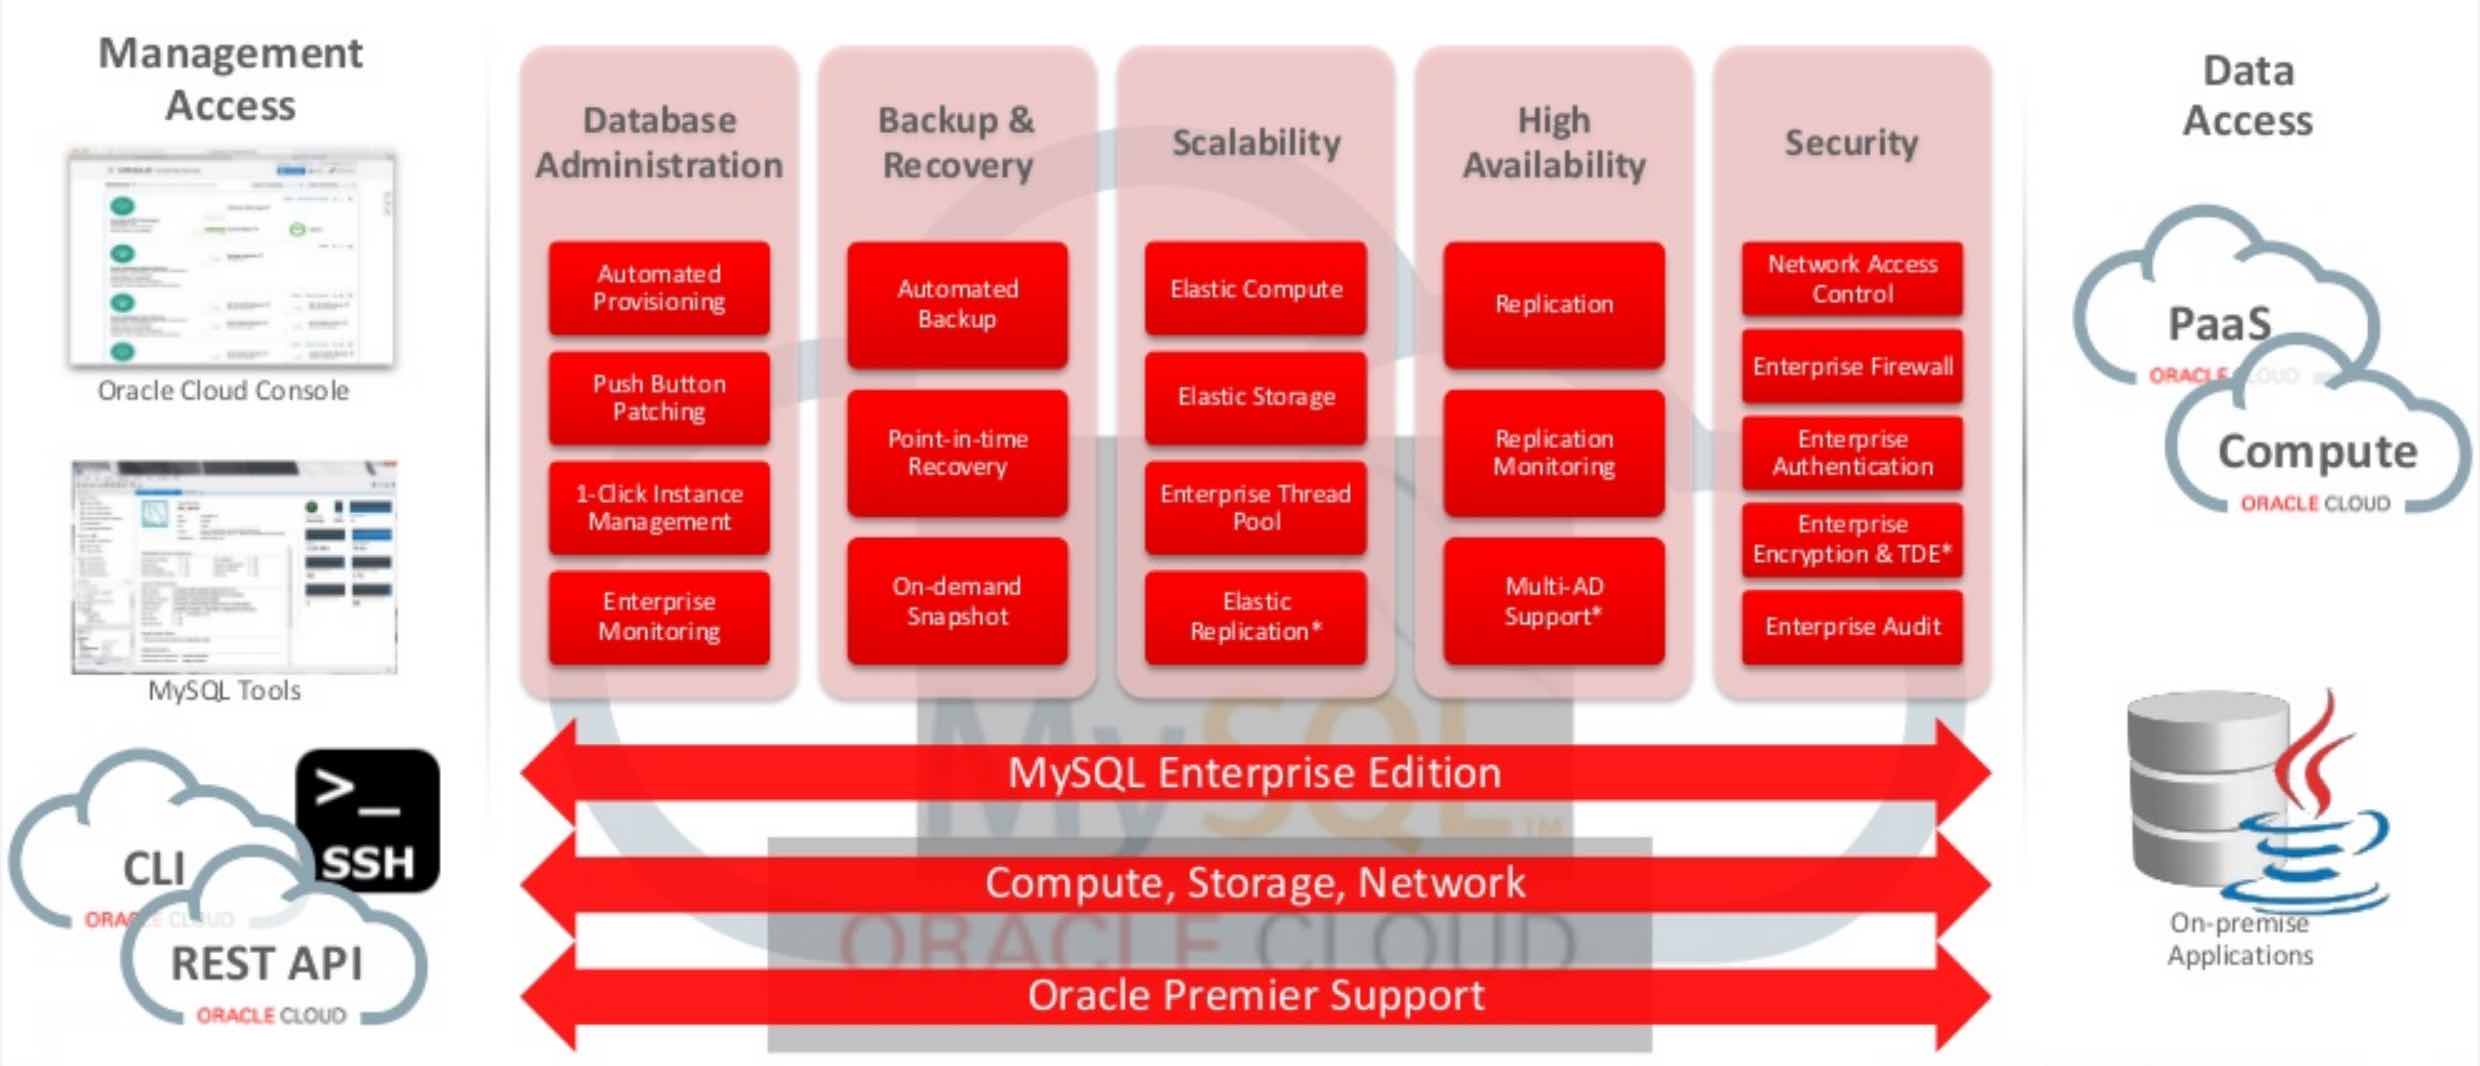 Management
Access
Oracle Cloud Console
MySQL Tools
>_
SSH
CLI
ORACLE CLOUD
REST API
ORACLE CLOUD
Database
Administration
Automated
Provisioning
Push Button
Patching
1-Click Instance
Management
Enterprise
Monitoring
Backup &
Recovery
Automated
Backup
Point-in-time
Recovery
On-demand
Snapshot
Scalability
Elastic Compute
Elastic Storage
Enterprise Thread
Pool
Elastic
Replication*
High
Availability
Replication
Replication
Monitoring
Multi-AD
Support*
Security
Network Access
Control
Enterprise Firewall
Enterprise
Authentication
Enterprise
Encryption & TDE*
Enterprise Audit
MySQL Enterprise Edition
Compute, Storage, Network
Oracle Premier Support
MySQL™
ORACLE CLOUD
Data
Access
PaaS
ORACLE CLOUD
Compute
ORACLE CLOUD
On-premise
Applications